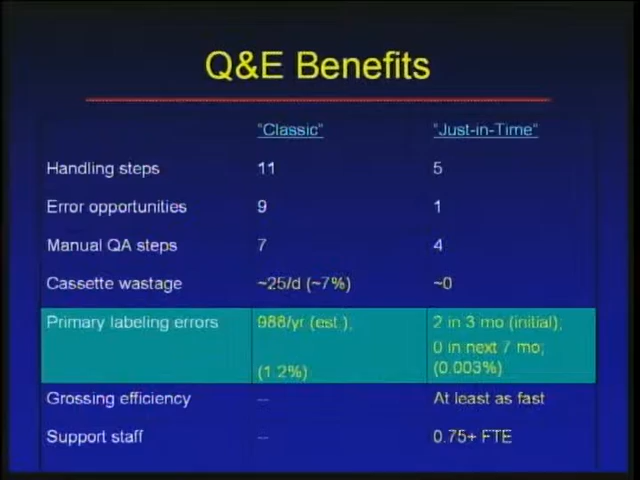 Q&E Benefits
"Classic" "Just-in-Time"
Handling steps 11 5
Error opportunities 9 1
Manual QA steps 7 4
Cassette wastage ~25/d (~7%) ~0
Primary labeling errors 988/yr (est.); 2 in 3 mo (initial);
0 in next 7 mo;
(1.2%) (0.003%)
Grossing efficiency -- At least as fast
Support staff -- 0.75+ FTE